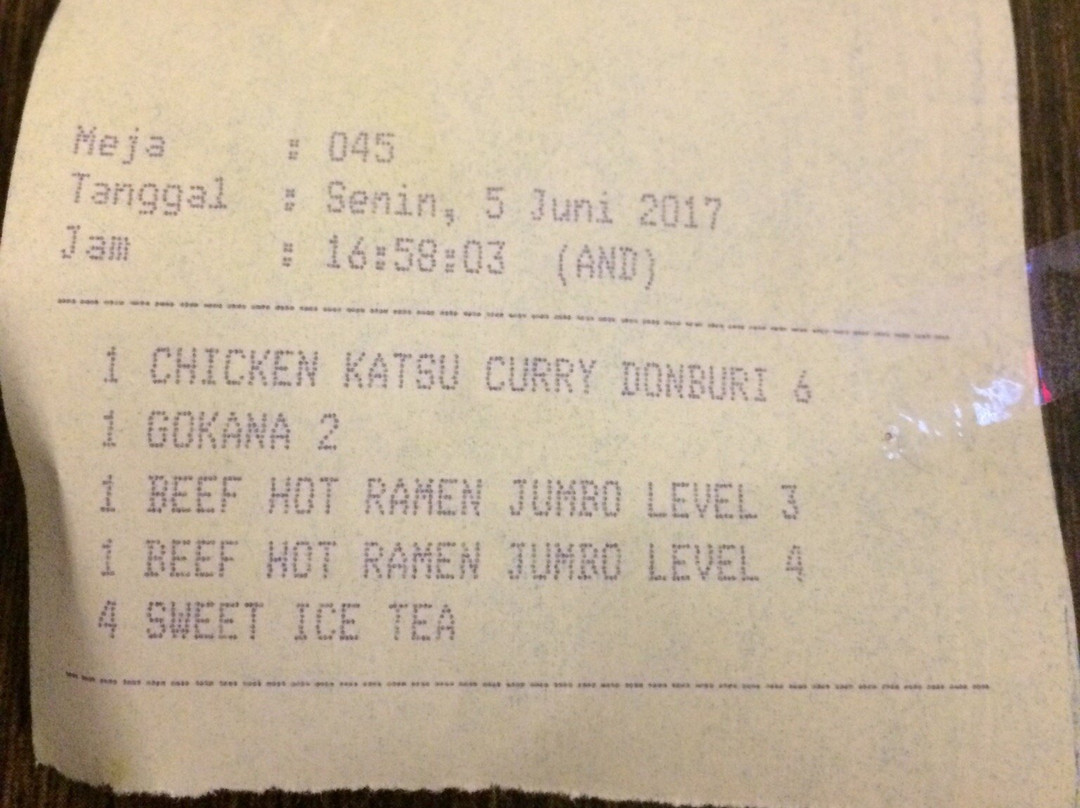 Meja : 045
Tanggal : Senin, 5 Juni 2017
Jam : 16:58:03 (AND)
1 CHICKEN KATSU CURRY DONBURI 6
1 GOKANA 2
1 BEEF HOT RAMEN JUMBO LEVEL 3
1 BEEF HOT RAMEN JUMBO LEVEL 4
4 SWEET ICE TEA